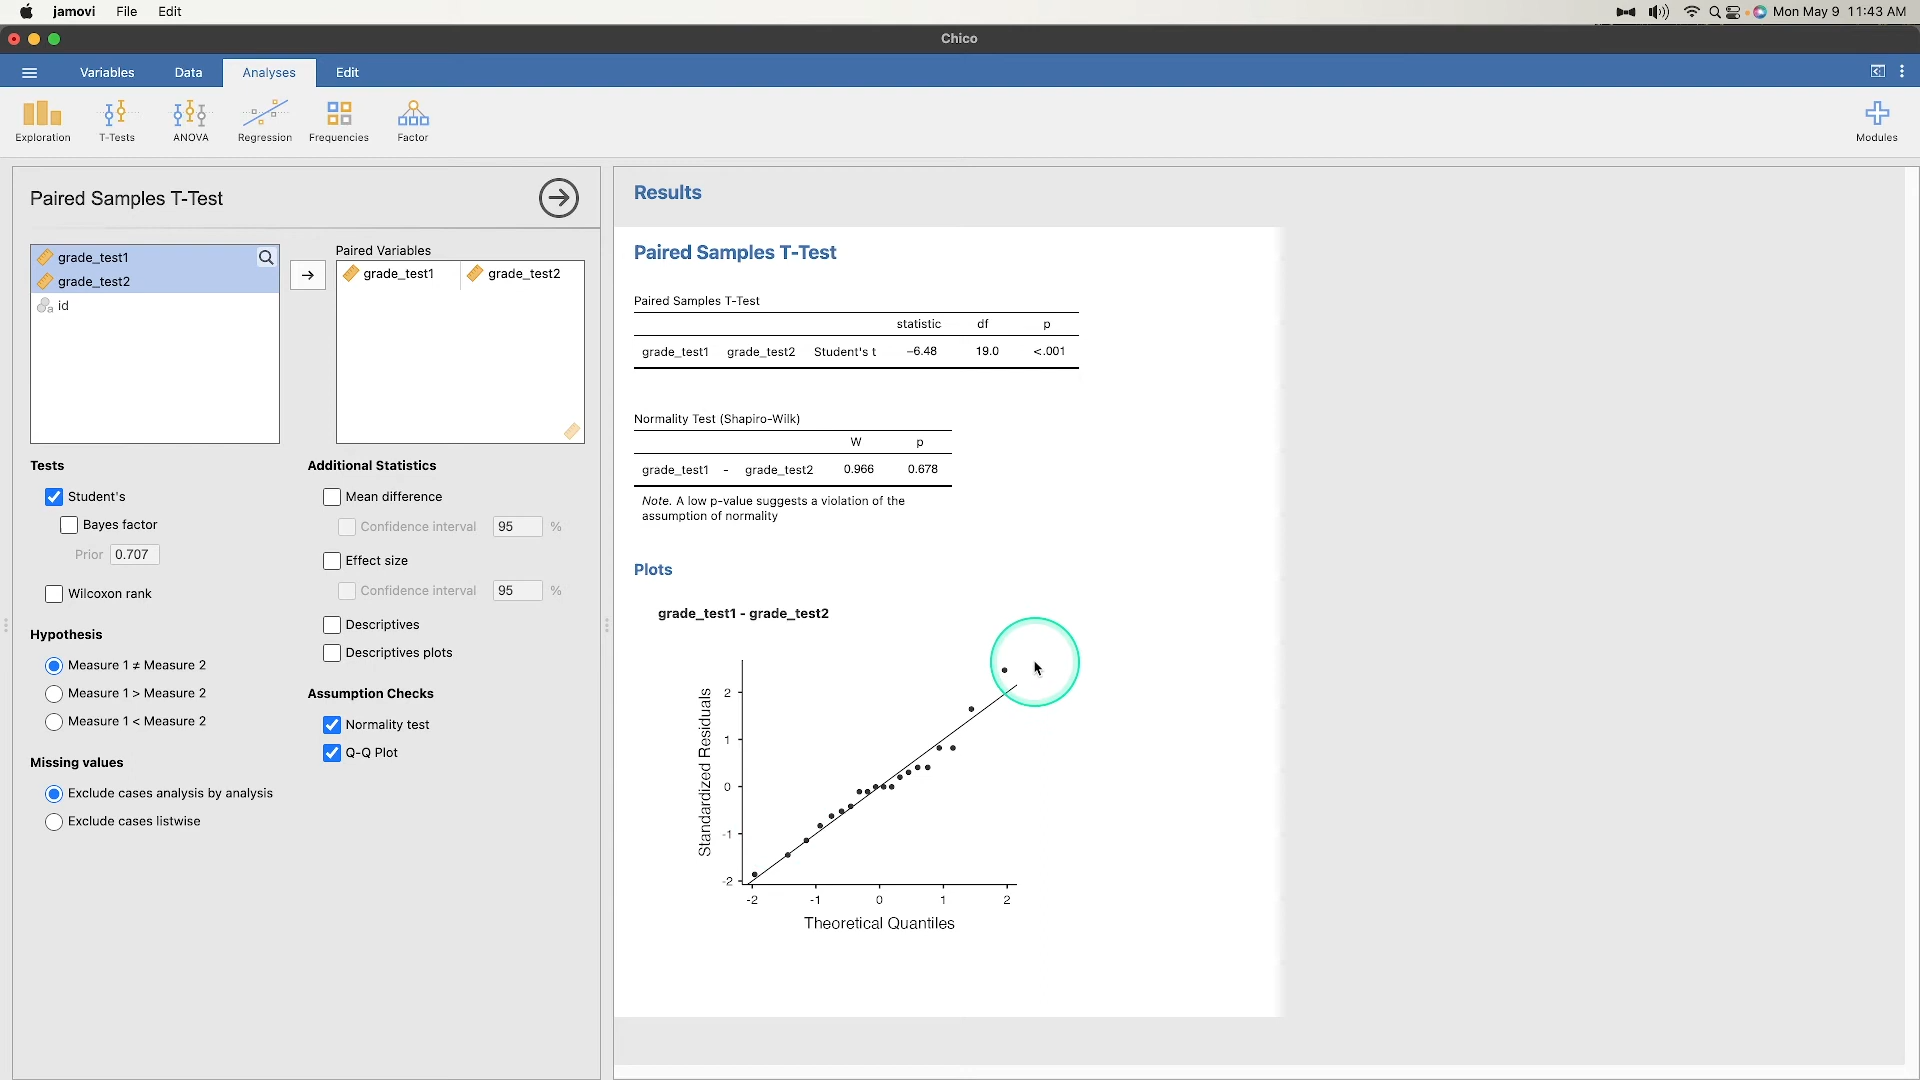 jamovi File Edit Mon May 9 11:43 AM
Chico
Variables Data Analyses Edit
Exploration T-Tests ANOVA Regression Frequencies Factor Modules
Paired Samples T-Test
grade_test1
grade_test2
id
Paired Variables
grade_test1 grade_test2
Tests
Student's
Bayes factor
Prior 0.707
Wilcoxon rank
Hypothesis
Measure 1 ≠ Measure 2
Measure 1 > Measure 2
Measure 1 < Measure 2
Missing values
Exclude cases analysis by analysis
Exclude cases listwise
Additional Statistics
Mean difference
Confidence interval 95 %
Effect size
Confidence interval 95 %
Descriptives
Descriptives plots
Assumption Checks
Normality test
Q-Q Plot
Results
Paired Samples T-Test
Paired Samples T-Test
statistic df p
grade_test1 grade_test2 Student's t −6.48 19.0 <.001
Normality Test (Shapiro-Wilk)
W p
grade_test1 - grade_test2 0.966 0.678
Note. A low p-value suggests a violation of the
assumption of normality
Plots
grade_test1 - grade_test2
Standardized Residuals
2
1
0
-1
-2
-2 -1 0 1 2
Theoretical Quantiles